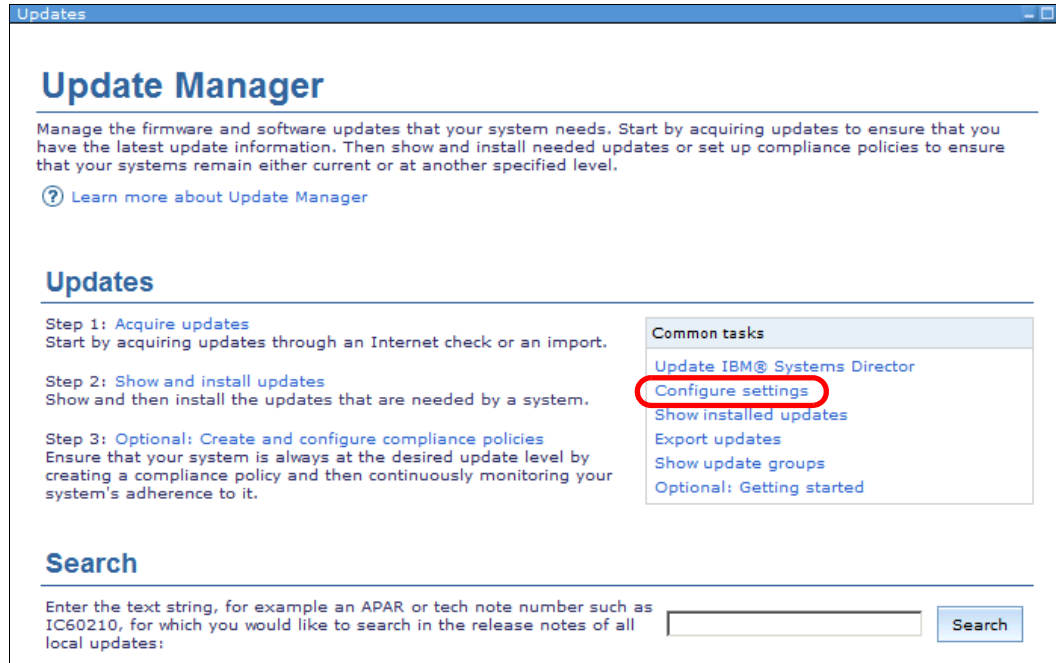 Updates
Update Manager
Manage the firmware and software updates that your system needs. Start by acquiring updates to ensure that you
have the latest update information. Then show and install needed updates or set up compliance policies to ensure
that your systems remain either current or at another specified level.
? Learn more about Update Manager
Updates
Step 1: Acquire updates
Start by acquiring updates through an Internet check or an import.
Step 2: Show and install updates
Show and then install the updates that are needed by a system.
Step 3: Optional: Create and configure compliance policies
Ensure that your system is always at the desired update level by
creating a compliance policy and then continuously monitoring your
system's adherence to it.
Common tasks
Update IBM® Systems Director
Configure settings
Show installed updates
Export updates
Show update groups
Optional: Getting started
Search
Enter the text string, for example an APAR or tech note number such as
IC60210, for which you would like to search in the release notes of all
local updates:
Search